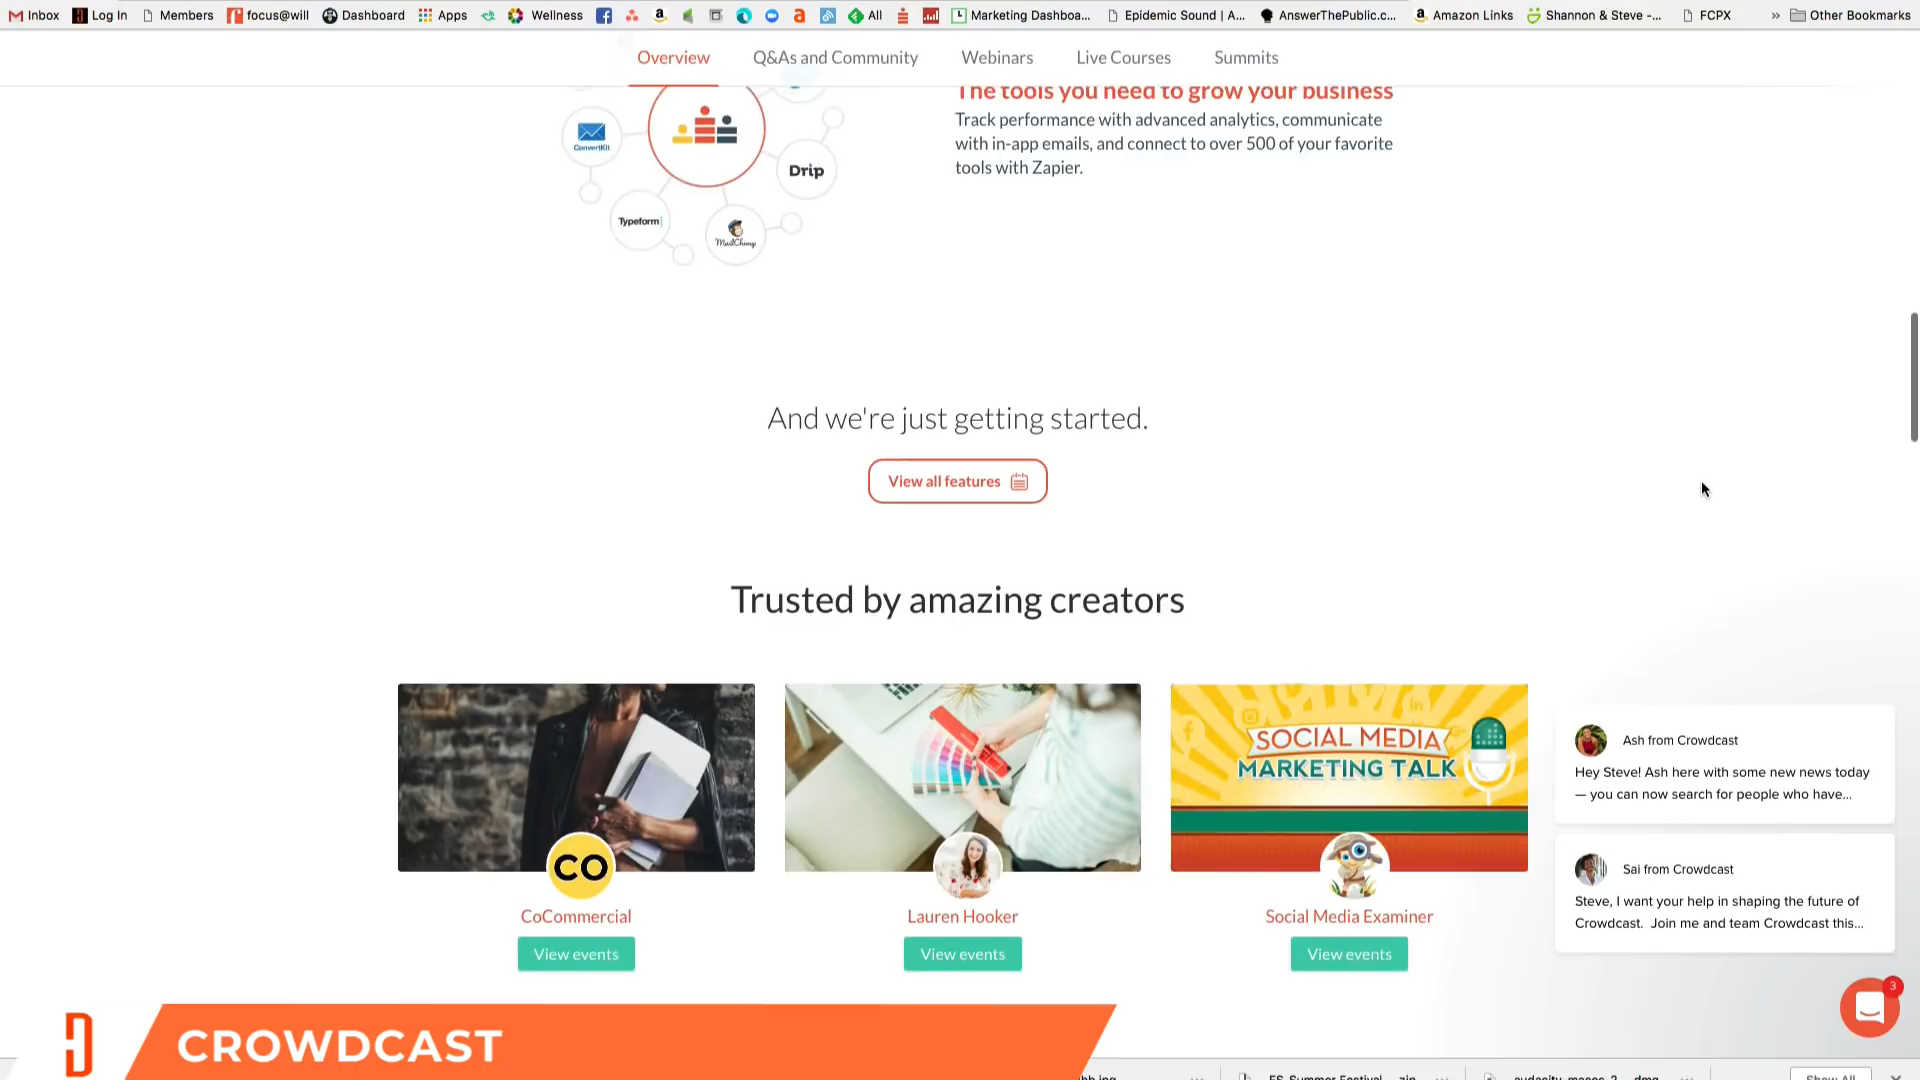 Inbox Log In Members focus@will Dashboard Apps Wellness All Marketing Dashboa... Epidemic Sound | A... AnswerThePublic.c... Amazon Links Shannon & Steve -... FCPX » Other Bookmarks
Overview Q&As and Community Webinars Live Courses Summits
The tools you need to grow your business
Track performance with advanced analytics, communicate
with in-app emails, and connect to over 500 of your favorite
tools with Zapier.
ConvertKit
Drip
Typeform
MailChimp
And we're just getting started.
View all features
Trusted by amazing creators
SOCIAL MEDIA
MARKETING TALK
CO
CoCommercial
View events
Lauren Hooker
View events
Social Media Examiner
View events
Ash from Crowdcast
Hey Steve! Ash here with some new news today
— you can now search for people who have...
Sai from Crowdcast
Steve, I want your help in shaping the future of
Crowdcast. Join me and team Crowdcast this...
3
CROWDCAST